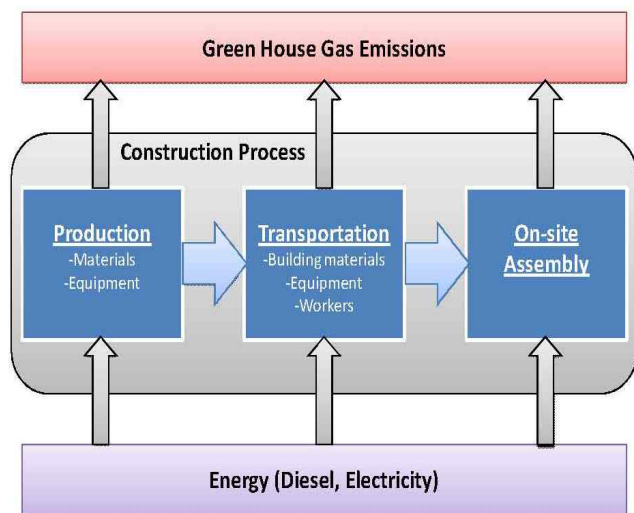 Green House Gas Emissions
Construction Process
Production
-Materials
-Equipment
Transportation
-Building materials
-Equipment
-Workers
On-site
Assembly
Energy (Diesel, Electricity)